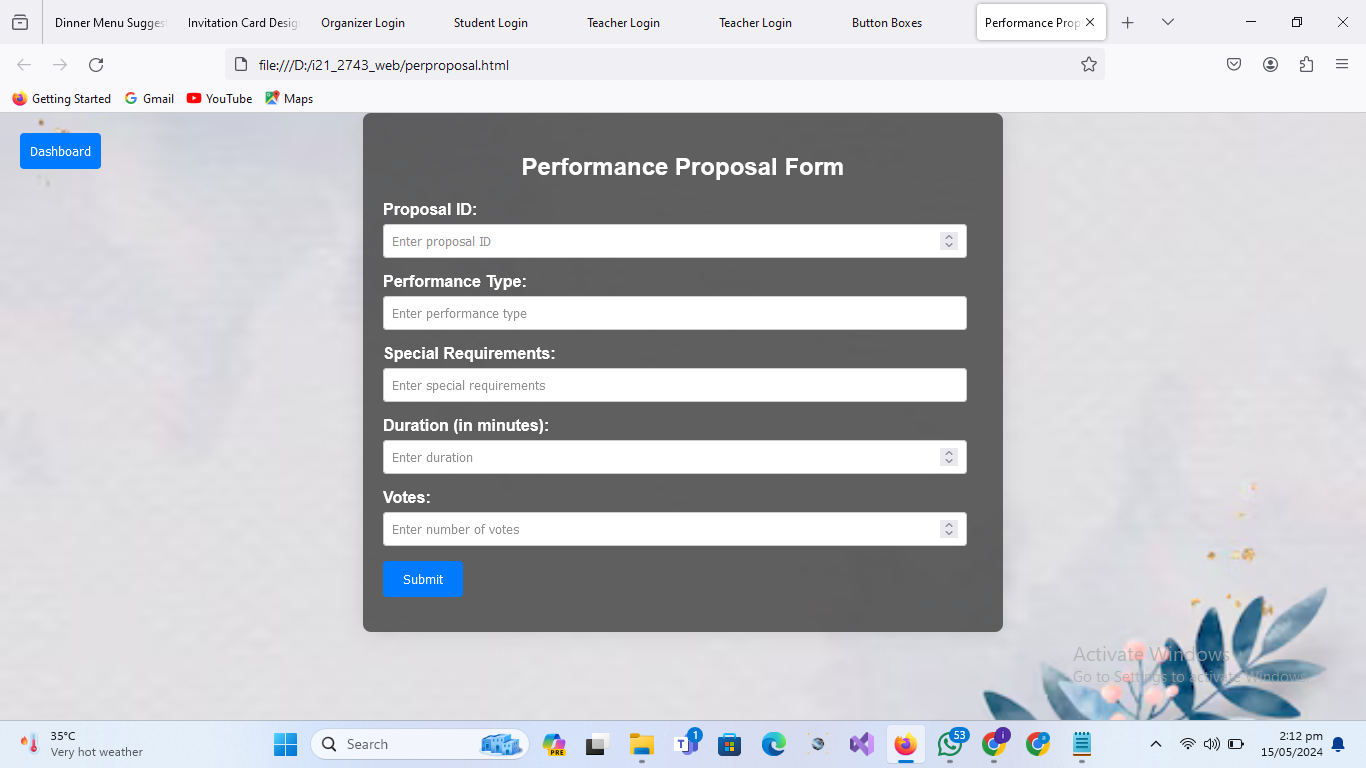 Dinner Menu Sugges
Invitation Card Desig
Organizer Login
Student Login
Teacher Login
Teacher Login
Button Boxes
Performance Prop
file:///D:/i21_2743_web/perproposal.html
Getting Started
Gmail
YouTube
Maps
Dashboard
Performance Proposal Form
Proposal ID:
Enter proposal ID
Performance Type:
Enter performance type
Special Requirements:
Enter special requirements
Duration (in minutes):
Enter duration
Votes:
Enter number of votes
Submit
Activate Windows
Go to Settings to activate Windows.
35°C
Very hot weather
Search
PRE
1
53
i
a
2:12 pm
15/05/2024